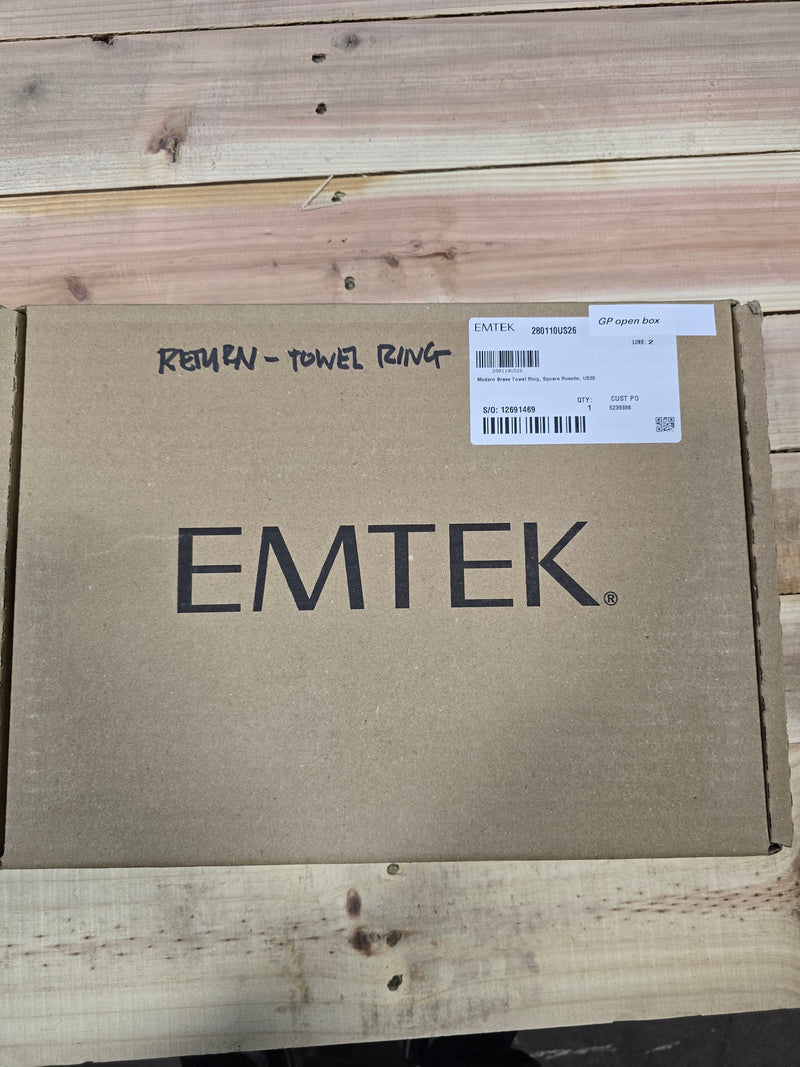 RETURN - TOWEL RING
EMTEK 280110US26
GP open box
LINE: 2
280110US26
Modern Brass Towel Ring, Square Rosette, US26
QTY: CUST PO
S/O: 12691469 1 5239386
EMTEK®